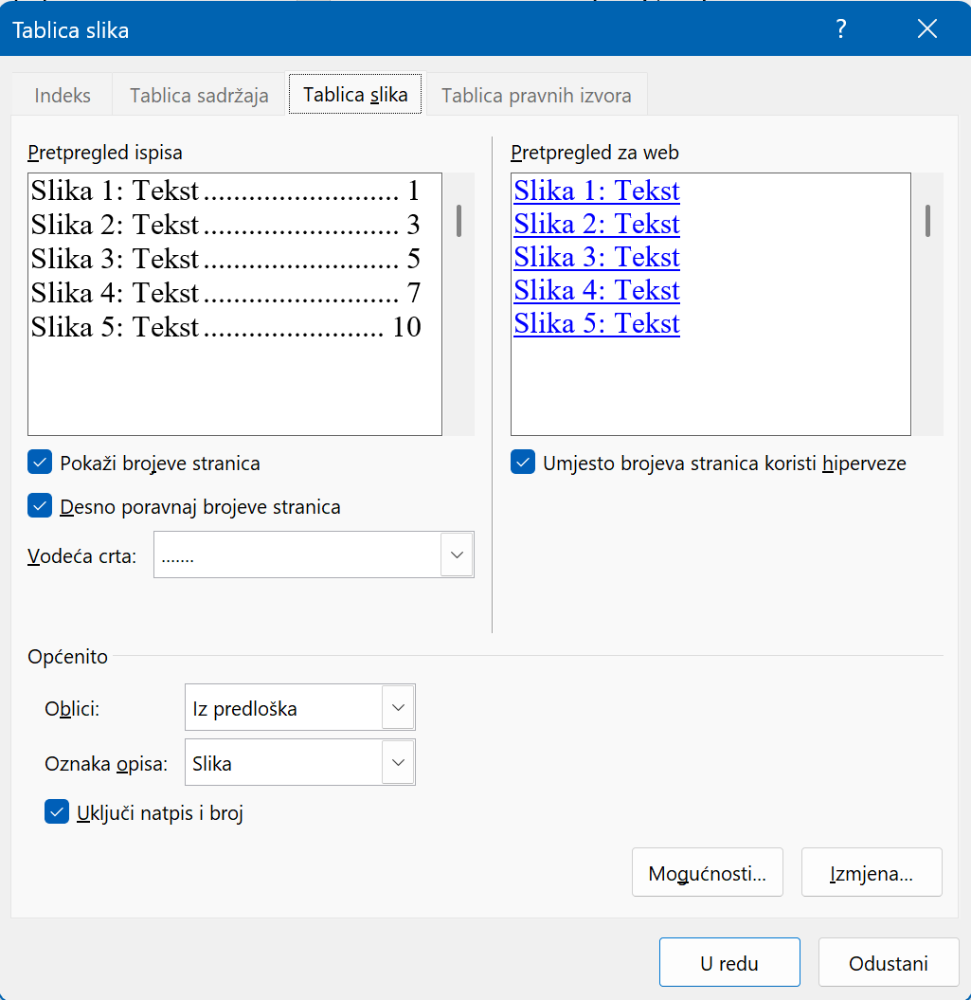 Tablica slika
?
Indeks
Tablica sadržaja
Tablica slika
Tablica pravnih izvora
Pretpregled ispisa
Slika 1: Tekst.......................... 1
Slika 2: Tekst.......................... 3
Slika 3: Tekst.......................... 5
Slika 4: Tekst.......................... 7
Slika 5: Tekst........................ 10
Pokaži brojeve stranica
Desno poravnaj brojeve stranica
Vodeća crta:
.......
Pretpregled za web
Slika 1: Tekst
Slika 2: Tekst
Slika 3: Tekst
Slika 4: Tekst
Slika 5: Tekst
Umjesto brojeva stranica koristi hiperveze
Općenito
Oblici:
Iz predloška
Oznaka opisa:
Slika
Uključi natpis i broj
Mogućnosti...
Izmjena...
U redu
Odustani